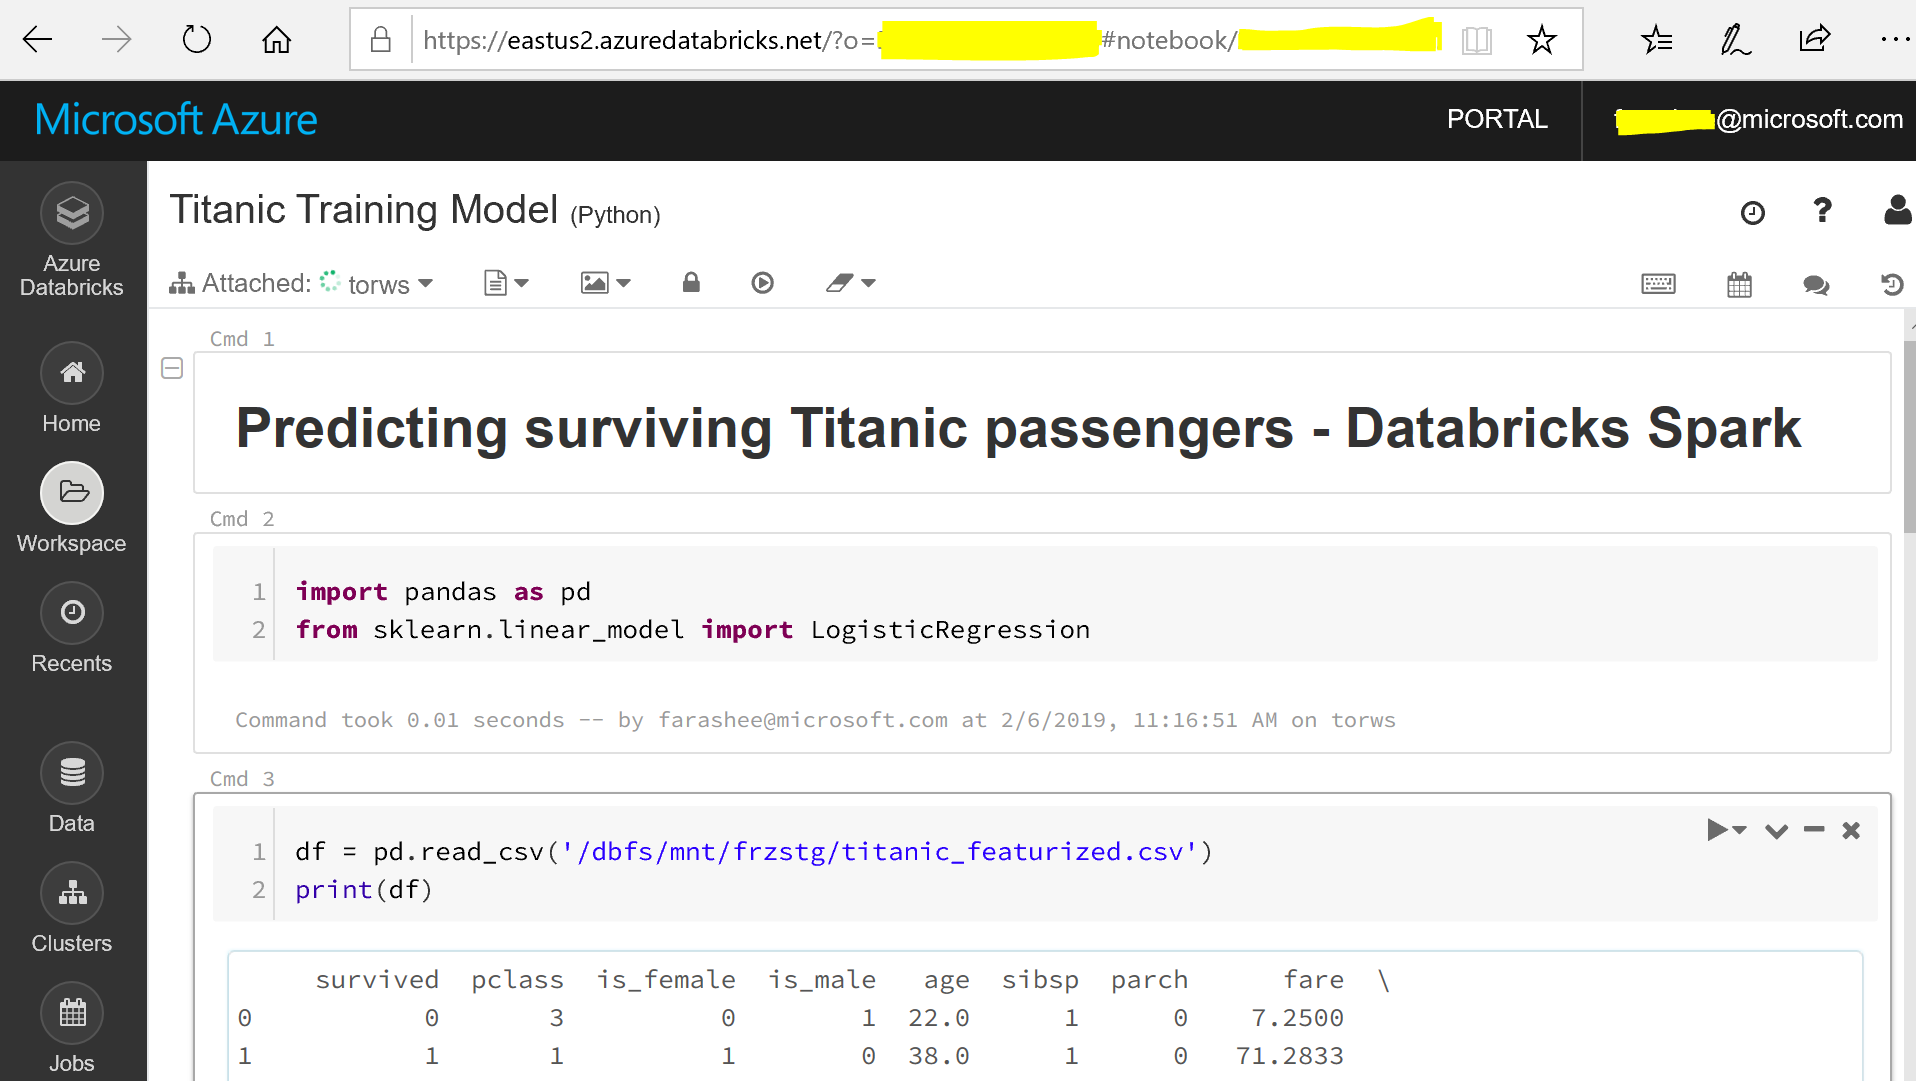 https://eastus2.azuredatabricks.net/?o= #notebook/
Microsoft Azure
PORTAL
@microsoft.com
Azure
Databricks
Home
Workspace
Recents
Data
Clusters
Jobs
Titanic Training Model (Python)
Attached: torws
Cmd 1
Predicting surviving Titanic passengers - Databricks Spark
Cmd 2
1 import pandas as pd
2 from sklearn.linear_model import LogisticRegression
Command took 0.01 seconds -- by farashee@microsoft.com at 2/6/2019, 11:16:51 AM on torws
Cmd 3
1 df = pd.read_csv('/dbfs/mnt/frzstg/titanic_featurized.csv')
2 print(df)
survived pclass is_female is_male age sibsp parch fare \
0 0 3 0 1 22.0 1 0 7.2500
1 1 1 1 0 38.0 1 0 71.2833